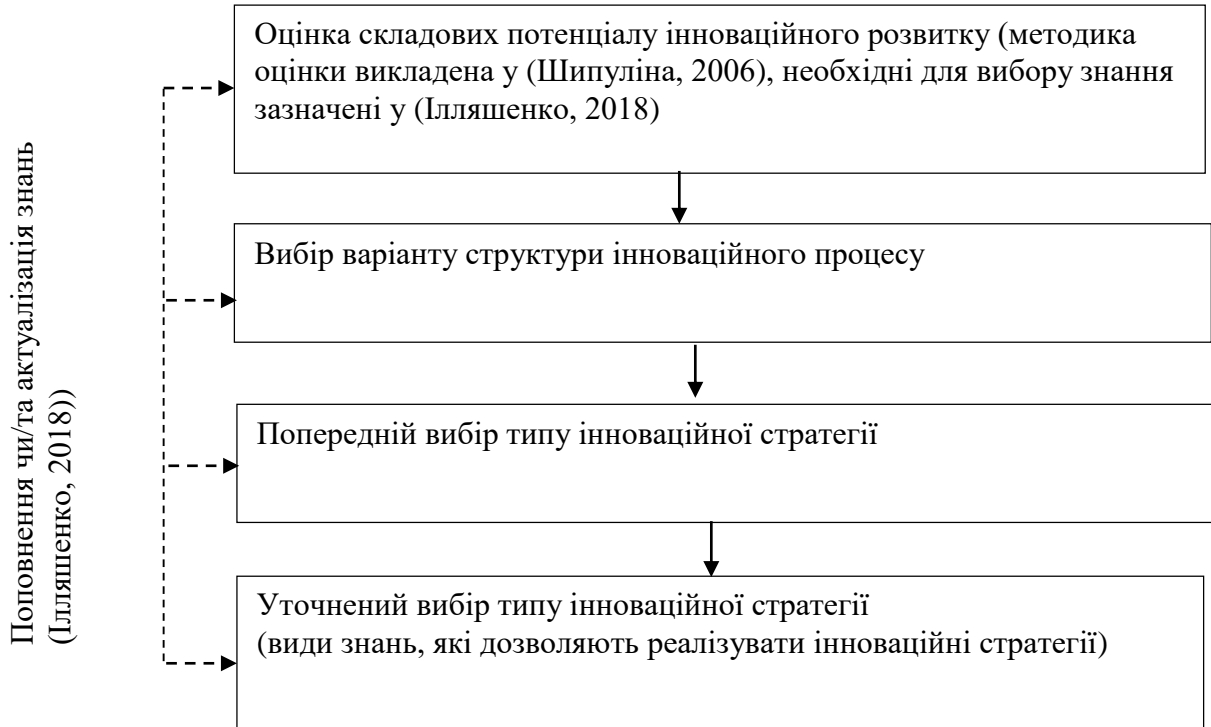 Оцінка складових потенціалу інноваційного розвитку (методика
оцінки викладена у (Шипуліна, 2006), необхідні для вибору знання
зазначені у (Ілляшенко, 2018)
Вибір варіанту структури інноваційного процесу
Попередній вибір типу інноваційної стратегії
Уточнений вибір типу інноваційної стратегії
(види знань, які дозволяють реалізувати інноваційні стратегії)
Поповнення чи/та актуалізація знань
(Ілляшенко, 2018))